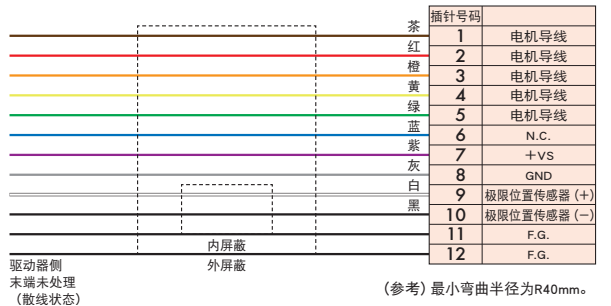 插针号码
茶 1 电机导线
红 2 电机导线
橙 3 电机导线
黄 4 电机导线
绿 5 电机导线
蓝 6 N.C.
紫 7 +VS
灰 8 GND
白 9 极限位置传感器 (+)
黑 10 极限位置传感器 (−)
11 F.G.
12 F.G.
内屏蔽
外屏蔽
驱动器侧
末端未处理
(散线状态)
(参考) 最小弯曲半径为R40mm。